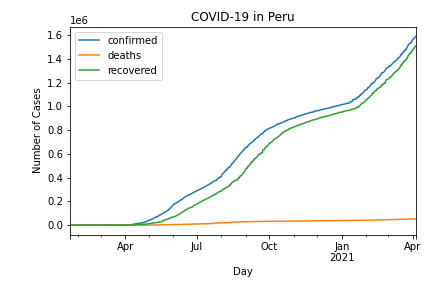 COVID-19 in Peru
1e6
confirmed
deaths
recovered
1.6
1.4
1.2
1.0
0.8
0.6
0.4
0.2
0.0
Number of Cases
Apr Jul Oct Jan Apr
2021
Day